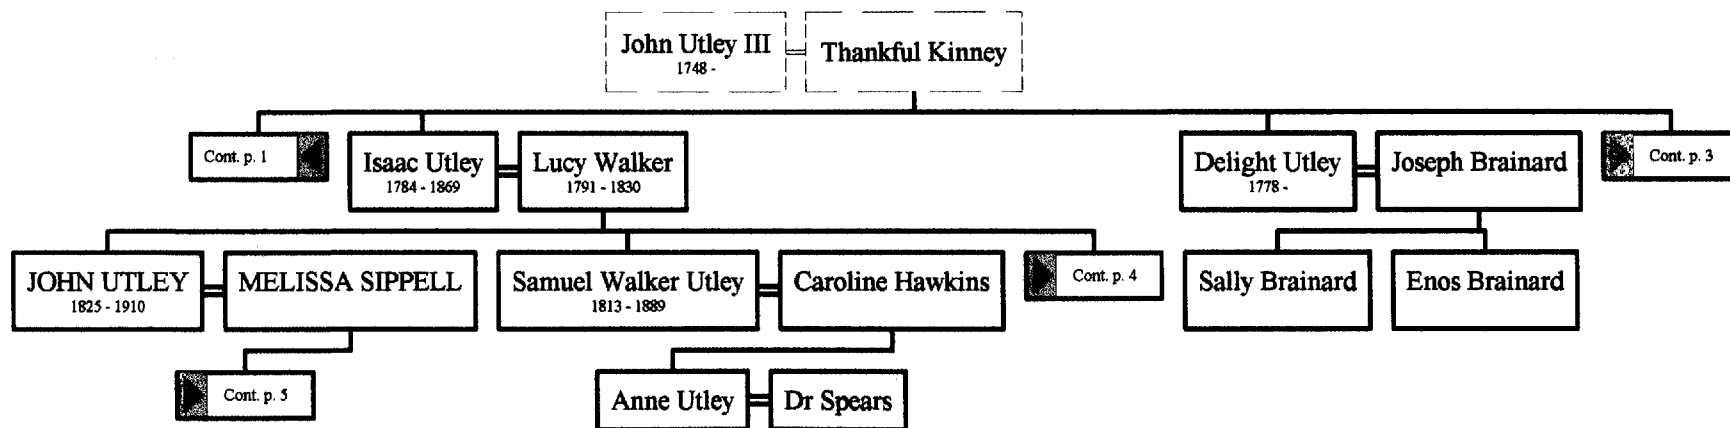 John Utley III
1748 -
Thankful Kinney
Cont. p. 1
Isaac Utley
1784 - 1869
Lucy Walker
1791 - 1830
Delight Utley
1778 -
Joseph Brainard
Cont. p. 3
JOHN UTLEY
1825 - 1910
MELISSA SIPPELL
Samuel Walker Utley
1813 - 1889
Caroline Hawkins
Cont. p. 4
Sally Brainard
Enos Brainard
Cont. p. 5
Anne Utley
Dr Spears